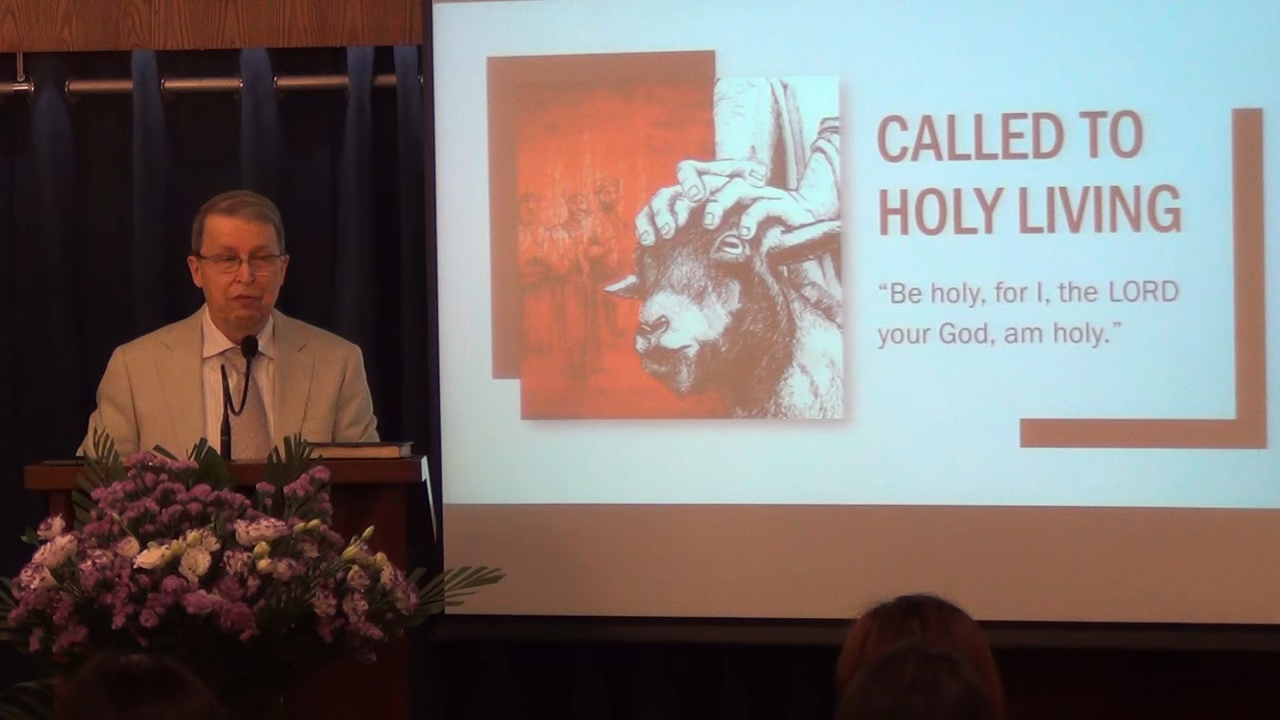 CALLED TO
HOLY LIVING
“Be holy, for I, the LORD
your God, am holy.”